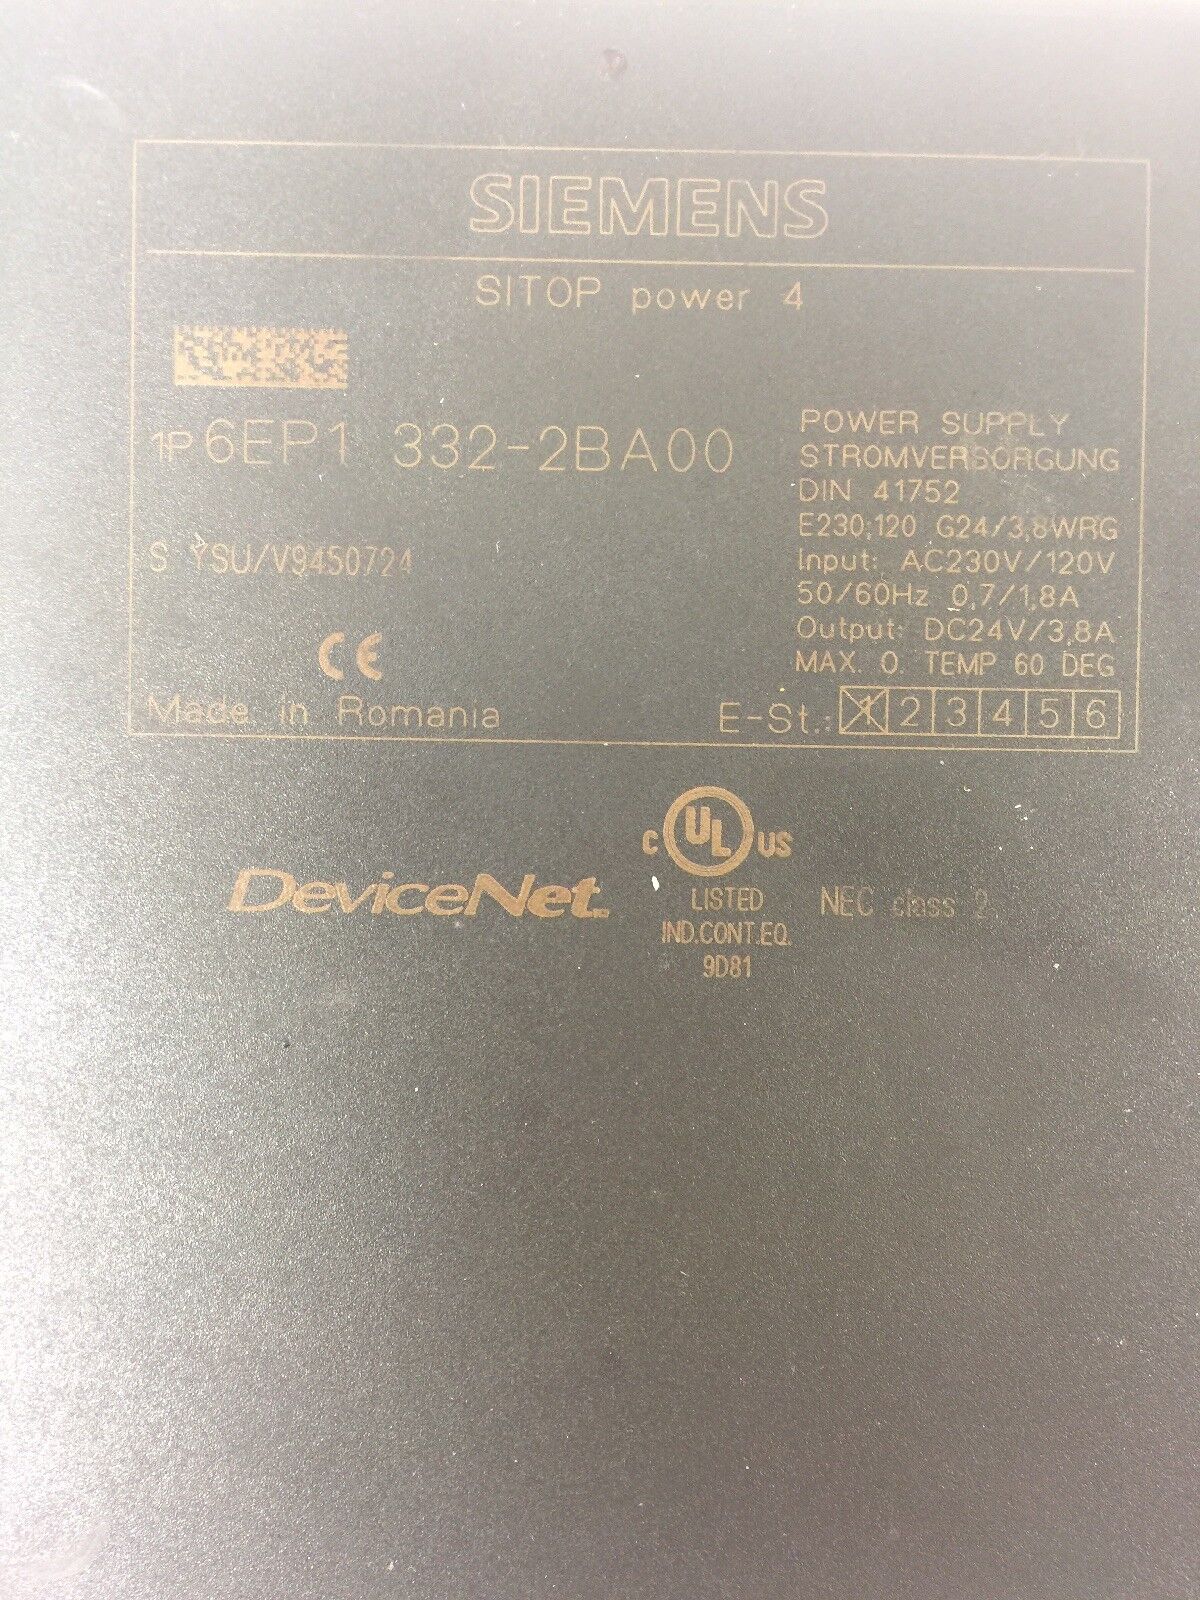 SIEMENS
SITOP power 4
1P 6EP1 332-2BA00
S YSU/V9450724
CE
Made in Romania
POWER SUPPLY
STROMVERSORGUNG
DIN 41752
E230;120 G24/3,8WRG
Input: AC230V/120V
50/60Hz 0,7/1,8A
Output: DC24V/3,8A
MAX. O. TEMP 60 DEG
E-St.: 1 2 3 4 5 6
DeviceNet
C UL US
LISTED
IND.CONT.EQ.
9D81
NEC class 2